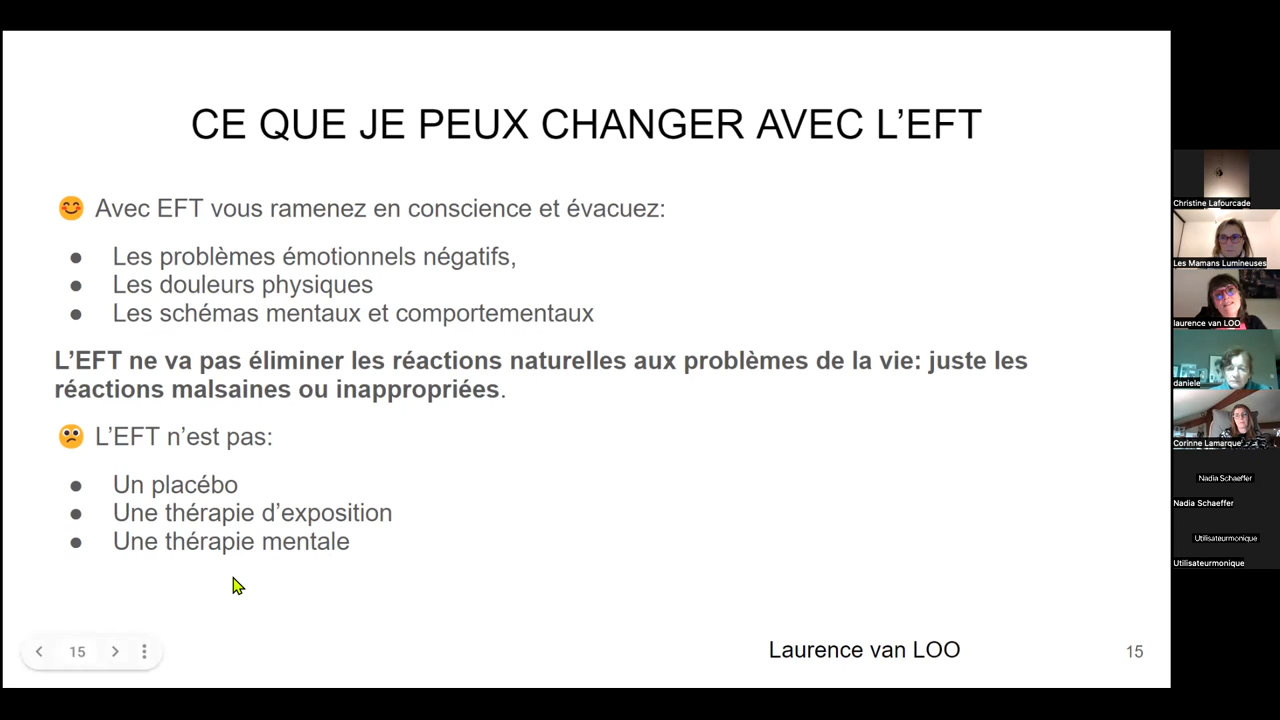 CE QUE JE PEUX CHANGER AVEC L’EFT
Avec EFT vous ramenez en conscience et évacuez:
● Les problèmes émotionnels négatifs,
● Les douleurs physiques
● Les schémas mentaux et comportementaux
L’EFT ne va pas éliminer les réactions naturelles aux problèmes de la vie: juste les
réactions malsaines ou inappropriées.
L’EFT n’est pas:
● Un placébo
● Une thérapie d’exposition
● Une thérapie mentale
15
Laurence van LOO
15
Christine Lafourcade
Les Mamans Lumineuses
laurence van LOO
daniele
Corinne Lamarque
Nadia Schaeffer
Nadia Schaeffer
Utilisateurmonique
Utilisateurmonique